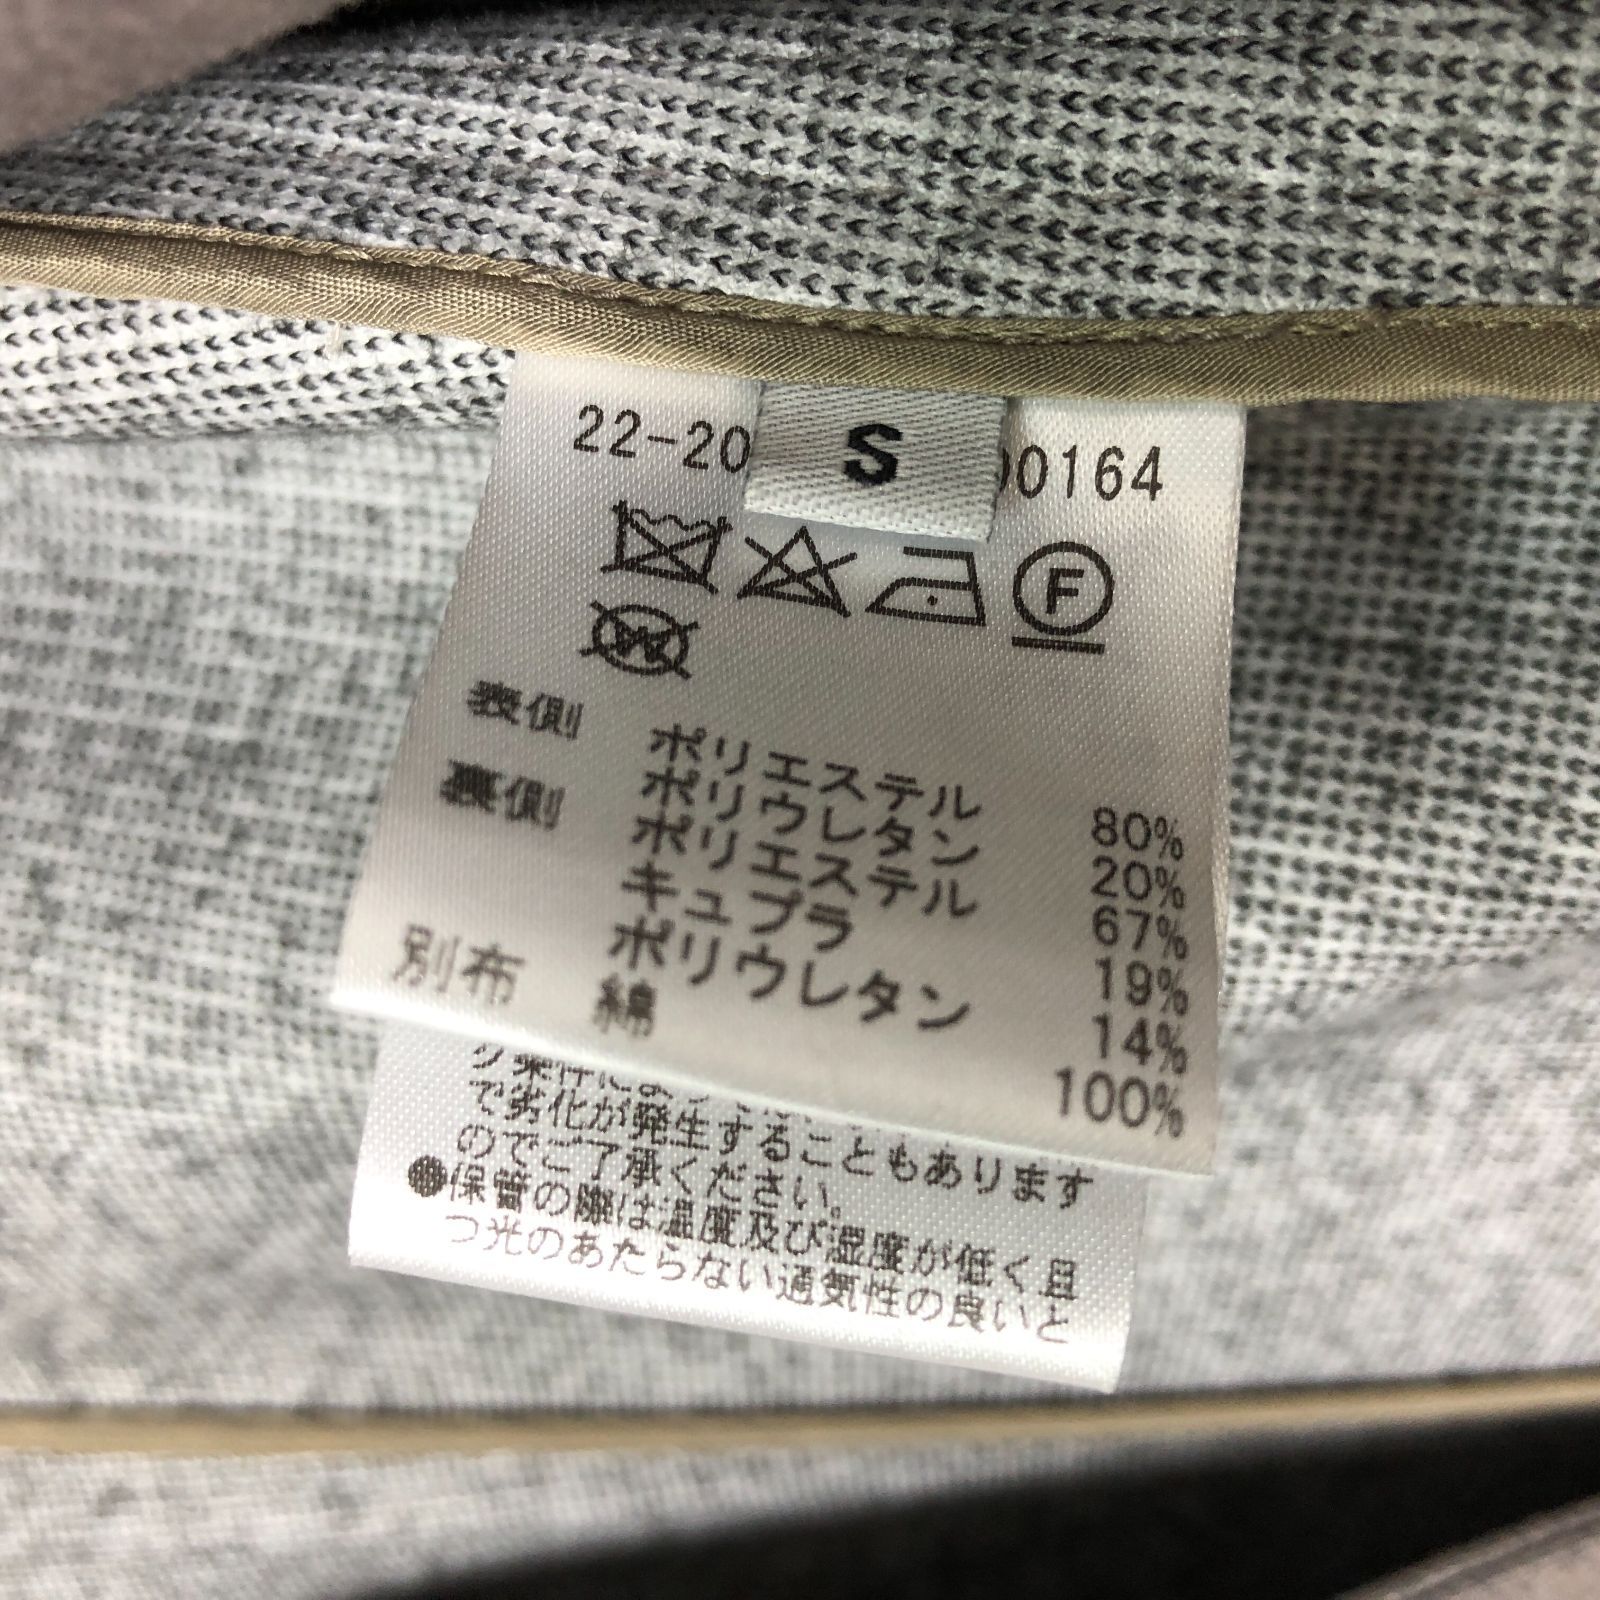 22-20
S
00164
F
W
表側 ポリエステル 80%
ポリウレタン 20%
裏側 ポリエステル 67%
キュプラ 19%
ポリウレタン 14%
別布 綿 100%
で劣化が発生することもあります
のでご了承ください。
●保管の際は温度及び湿度が低く且
つ光のあたらない通気性の良いと